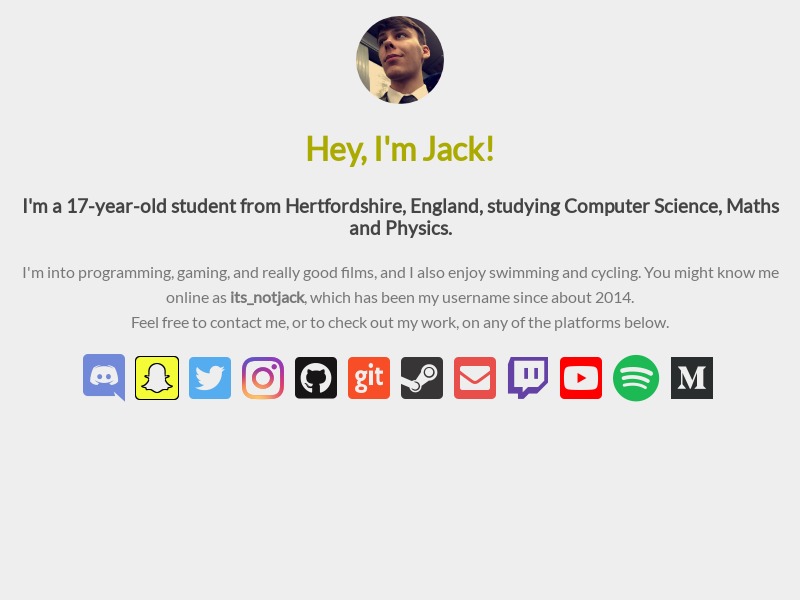 Hey, I'm Jack!
I'm a 17-year-old student from Hertfordshire, England, studying Computer Science, Maths
and Physics.
I'm into programming, gaming, and really good films, and I also enjoy swimming and cycling. You might know me
online as its_notjack, which has been my username since about 2014.
Feel free to contact me, or to check out my work, on any of the platforms below.
git M